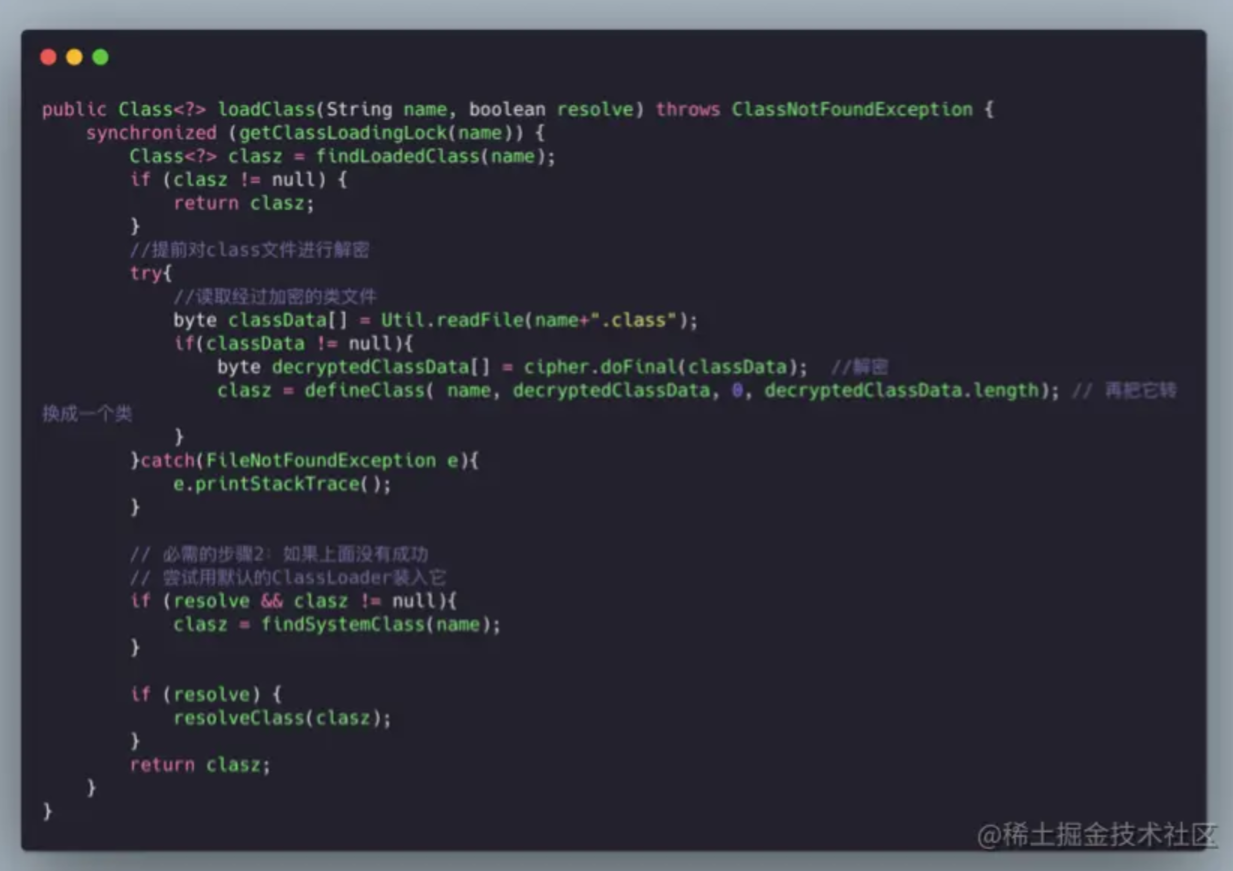 public Class<?> loadClass(String name, boolean resolve) throws ClassNotFoundException {
    synchronized (getClassLoadingLock(name)) {
        Class<?> clasz = findLoadedClass(name);
        if (clasz != null) {
            return clasz;
        }
        //提前对class文件进行解密
        try{
            //读取经过加密的类文件
            byte classData[] = Util.readFile(name+".class");
            if(classData != null){
                byte decryptedClassData[] = cipher.doFinal(classData);  //解密
                clasz = defineClass( name, decryptedClassData, 0, decryptedClassData.length); // 再把它转
换成一个类
            }
        }catch(FileNotFoundException e){
            e.printStackTrace();
        }

        // 必需的步骤2：如果上面没有成功
        // 尝试用默认的ClassLoader装入它
        if (resolve && clasz != null){
            clasz = findSystemClass(name);
        }

        if (resolve) {
            resolveClass(clasz);
        }
        return clasz;
    }
}
@稀土掘金技术社区